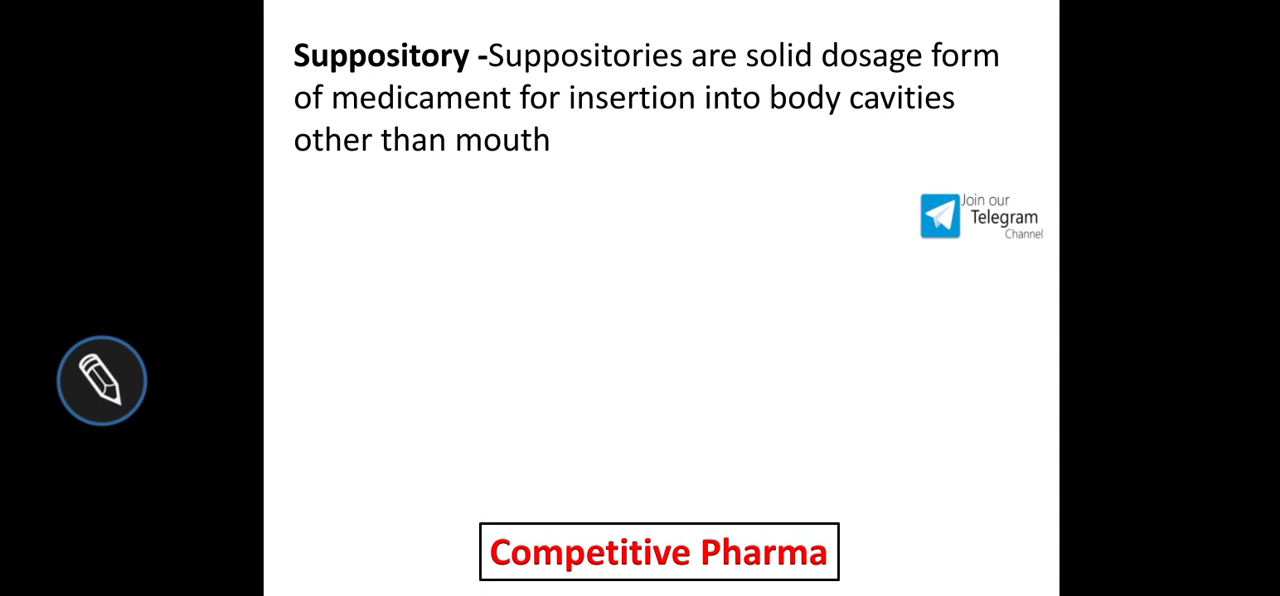 Suppository -Suppositories are solid dosage form
of medicament for insertion into body cavities
other than mouth
Join our
Telegram
Channel
Competitive Pharma